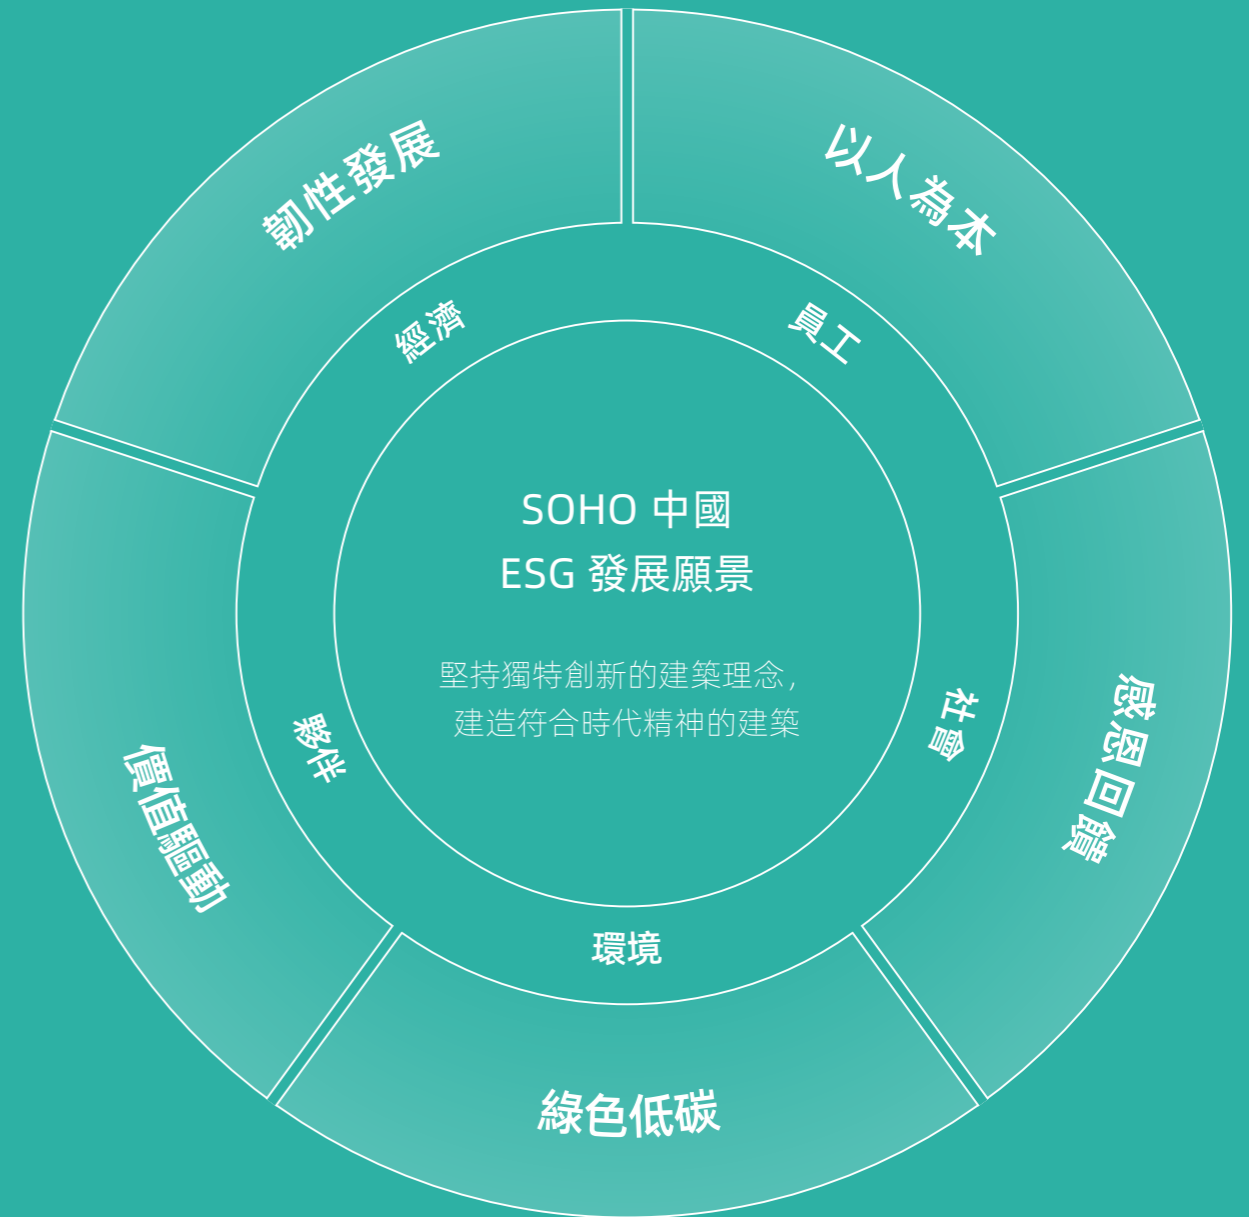 韌性發展
以人為本
經濟
員工
SOHO 中國
ESG 發展願景
堅持獨特創新的建築理念，
建造符合時代精神的建築
夥伴
社會
價值驅動
感恩回饋
環境
綠色低碳